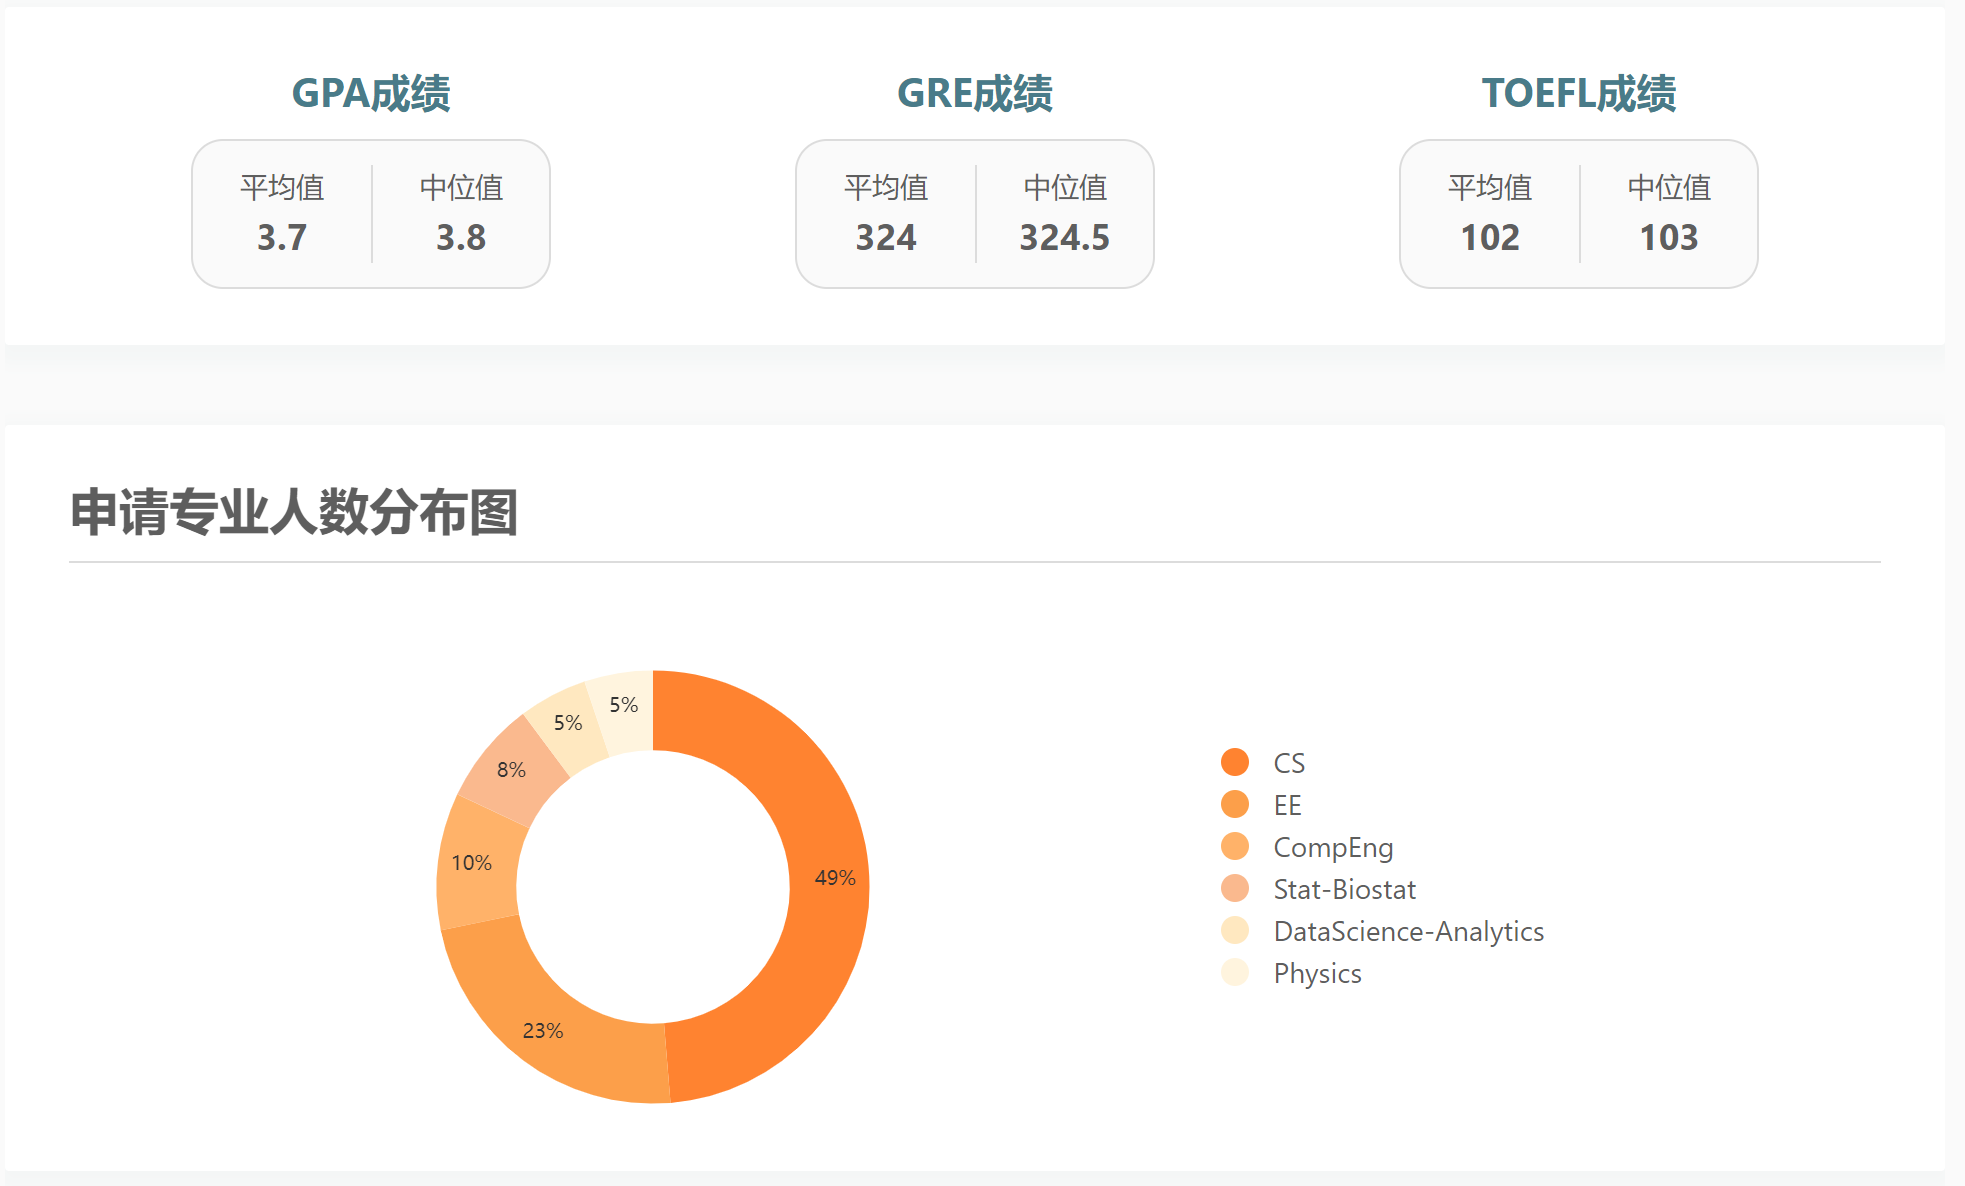 GPA成绩
GRE成绩
TOEFL成绩
平均值
中位值
平均值
中位值
平均值
中位值
3.7
3.8
324
324.5
102
103
申请专业人数分布图
5%
5%
8%
10%
49%
23%
CS
EE
CompEng
Stat-Biostat
DataScience-Analytics
Physics